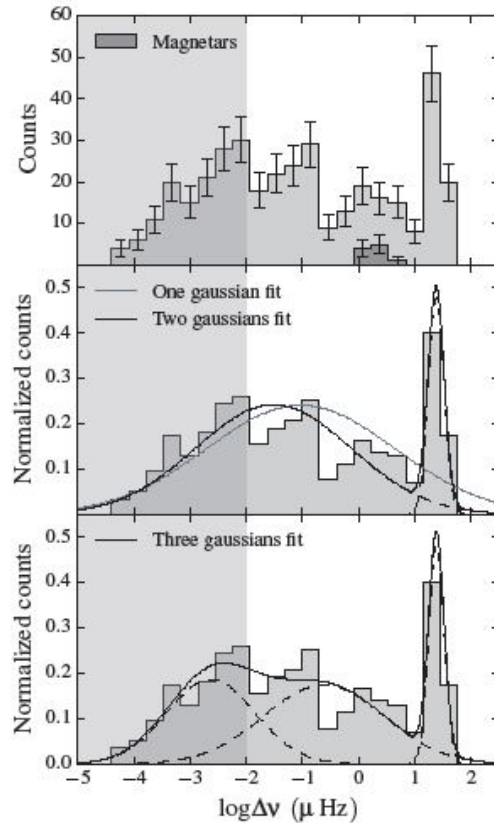 60
50
40
30
20
10
Counts
Magnetars
0.5
0.4
0.3
0.2
0.1
Normalized counts
One gaussian fit
Two gaussians fit
0.5
0.4
0.3
0.2
0.1
0.0
Normalized counts
Three gaussians fit
−5 −4 −3 −2 −1 0 1 2
logΔν (μ Hz)